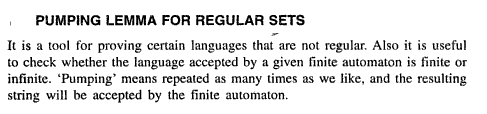 PUMPING LEMMA FOR REGULAR SETS
It is a tool for proving certain languages that are not regular. Also it is useful
to check whether the language accepted by a given finite automaton is finite or
infinite. ‘Pumping’ means repeated as many times as we like, and the resulting
string will be accepted by the finite automaton.